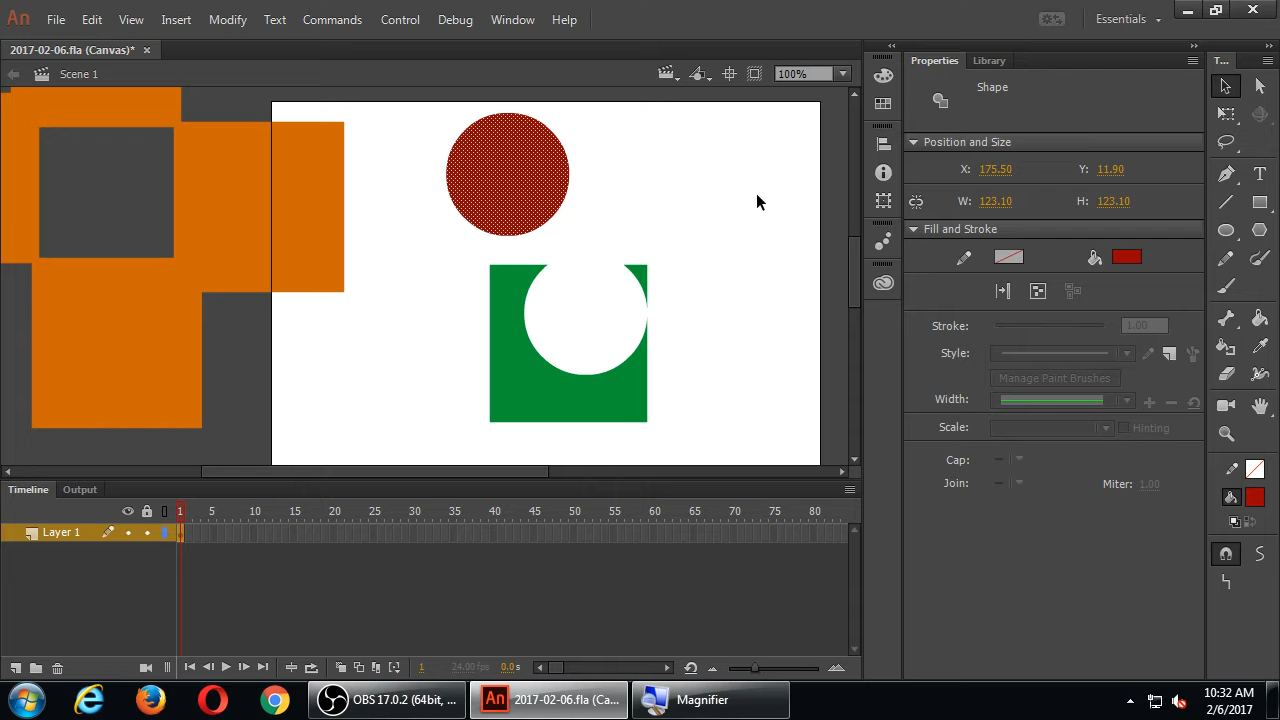 An File Edit View Insert Modify Text Commands Control Debug Window Help Essentials
2017-02-06.fla (Canvas)* ×
Scene 1 100%
Properties Library T...
Shape
Position and Size
X: 175.50 Y: 11.90
W: 123.10 H: 123.10
Fill and Stroke
Stroke: 1.00
Style:
Manage Paint Brushes
Width:
Scale: Hinting
Cap:
Join: Miter: 1.00
Timeline Output
1 5 10 15 20 25 30 35 40 45 50 55 60 65 70 75 80
Layer 1
1 24.00 fps 0.0 s
OBS 17.0.2 (64bit, ... An 2017-02-06.fla (Ca... Magnifier
10:32 AM
2/6/2017